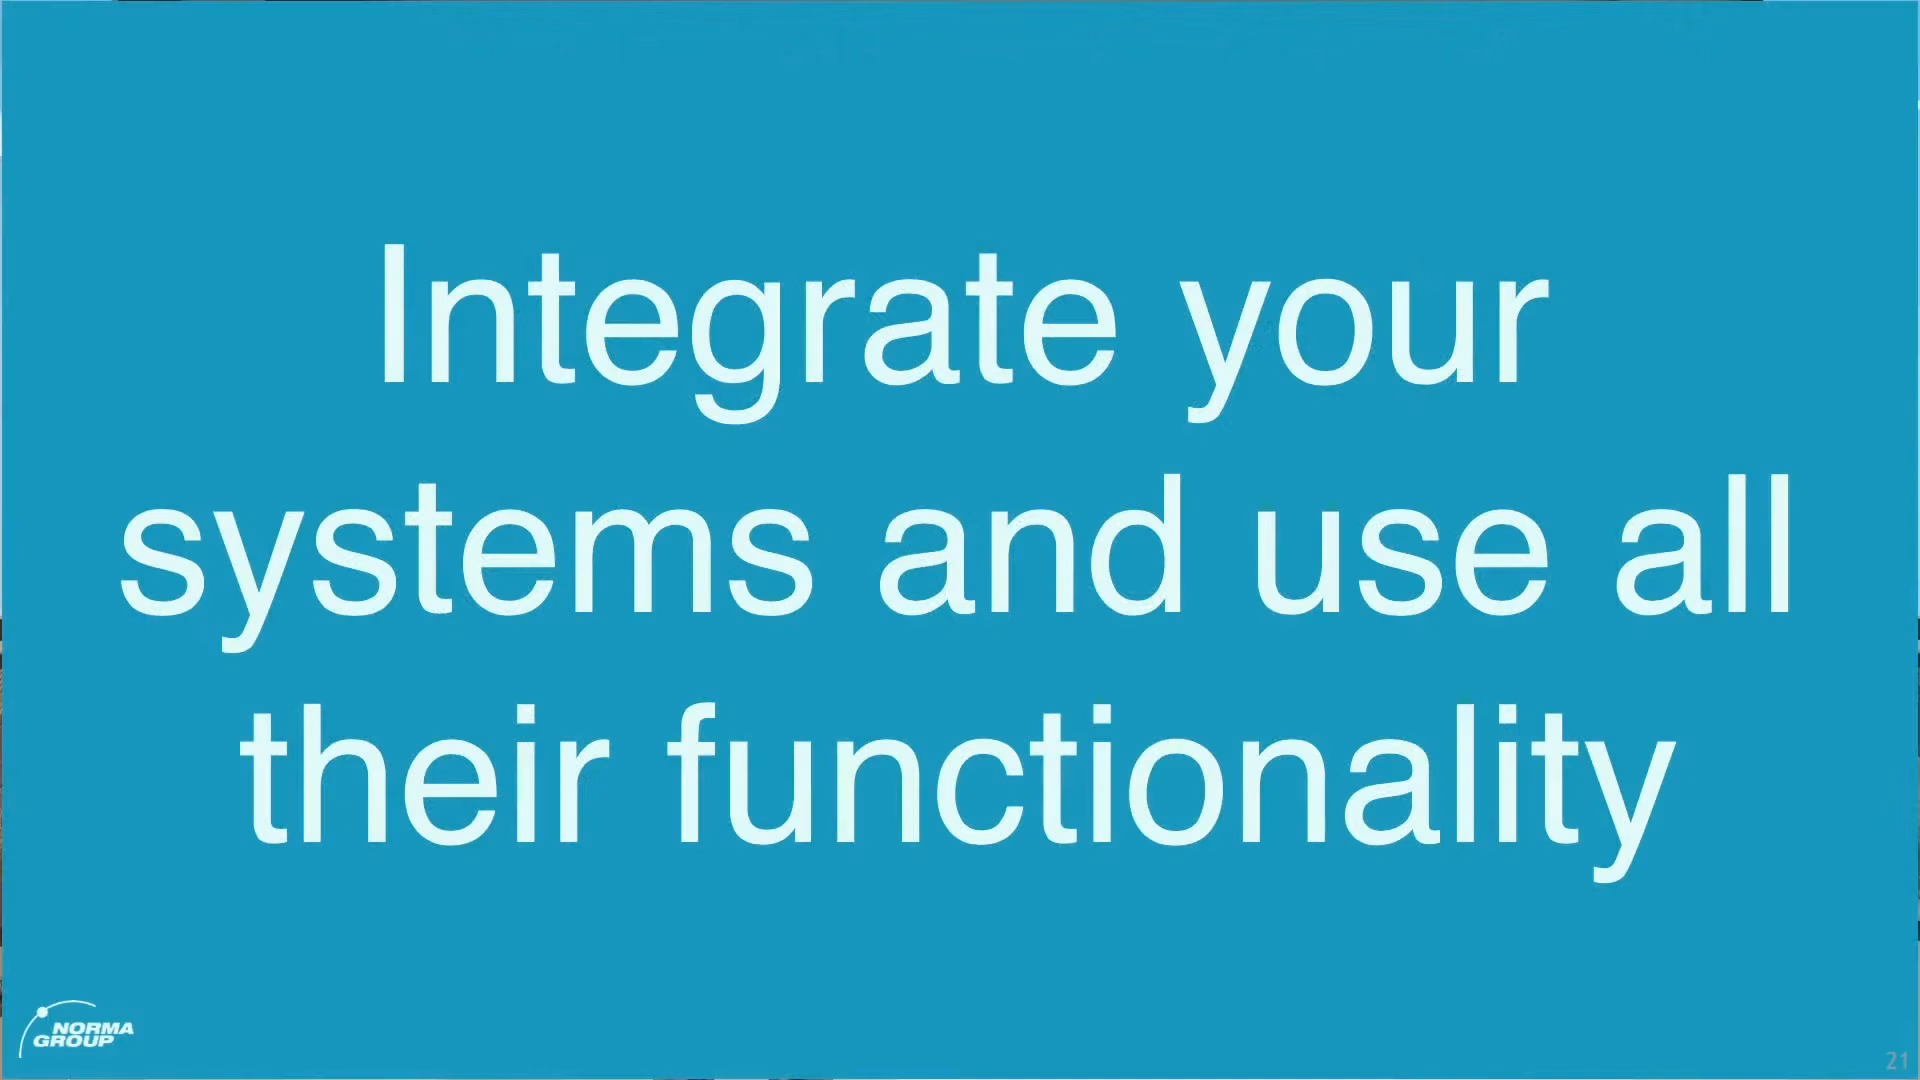 Integrate your
systems and use all
their functionality
NORMA
GROUP
21